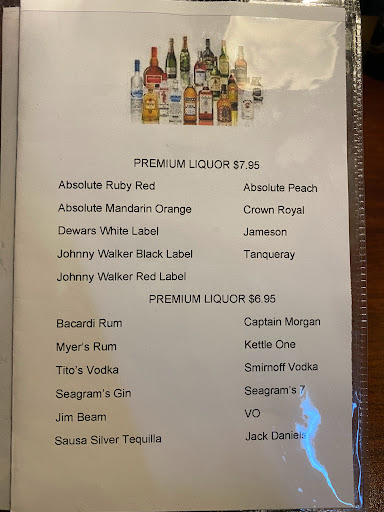 PREMIUM LIQUOR $7.95
Absolute Ruby Red Absolute Peach
Absolute Mandarin Orange Crown Royal
Dewars White Label Jameson
Johnny Walker Black Label Tanqueray
Johnny Walker Red Label
PREMIUM LIQUOR $6.95
Bacardi Rum Captain Morgan
Myer's Rum Kettle One
Tito's Vodka Smirnoff Vodka
Seagram's Gin Seagram's 7
Jim Beam VO
Sausa Silver Tequilla Jack Daniels